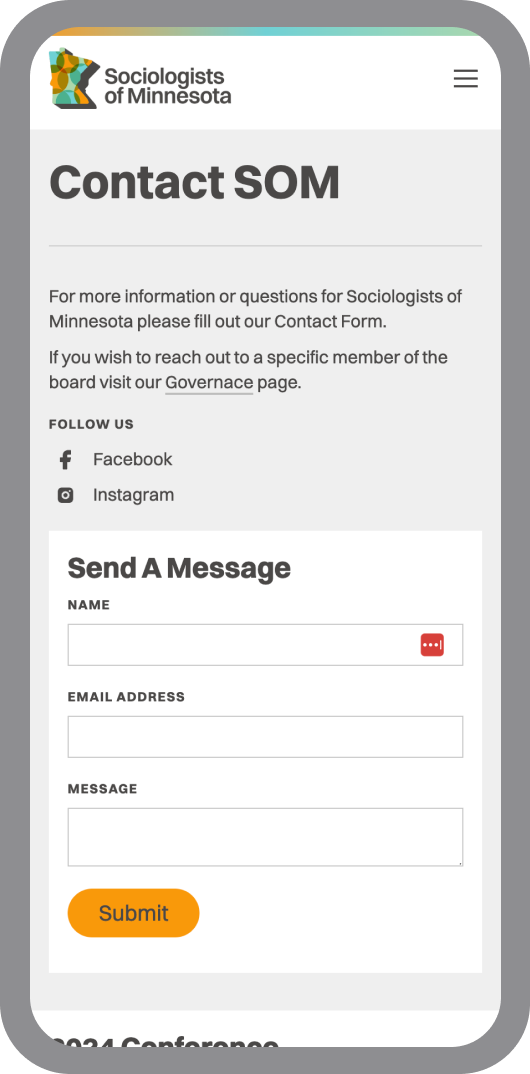 Sociologists
of Minnesota
Contact SOM
For more information or questions for Sociologists of
Minnesota please fill out our Contact Form.
If you wish to reach out to a specific member of the
board visit our Governace page.
FOLLOW US
Facebook
Instagram
Send A Message
NAME
EMAIL ADDRESS
MESSAGE
Submit
2024 Conference